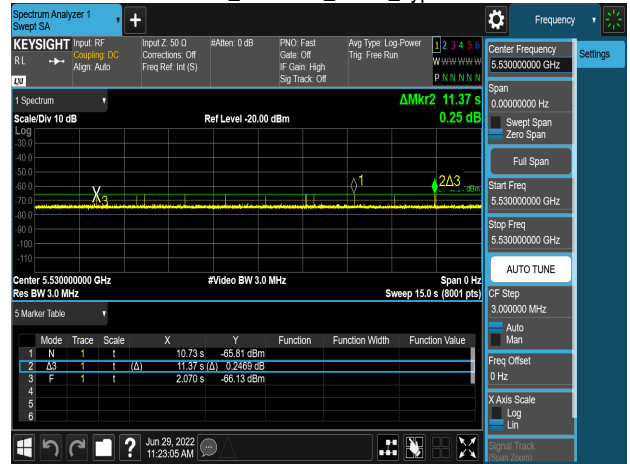 Spectrum Analyzer 1
Swept SA
KEYSIGHT
RL
LXI
Input: RF
Coupling: DC
Align: Auto
Input Z: 50 Ω
Corrections: Off
Freq Ref: Int (S)
#Atten: 0 dB
PNO: Fast
Gate: Off
IF Gain: High
Sig Track: Off
Avg Type: Log-Power
Trig: Free Run
1 2 3 4 5 6
W W W W W W
P N N N N N
1 Spectrum
Scale/Div 10 dB
Ref Level -20.00 dBm
ΔMkr2 11.37 s
0.25 dB
Log
-30.0
-40.0
-50.0
-60.0
-70.0
-80.0
-90.0
-100
-110
X3
1
2Δ3
dBm
Center 5.530000000 GHz
#Video BW 3.0 MHz
Span 0 Hz
Res BW 3.0 MHz
Sweep 15.0 s (8001 pts)
5 Marker Table
Mode Trace Scale X Y Function Function Width Function Value
1 N 1 t 10.73 s -65.81 dBm
2 Δ3 1 t (Δ) 11.37 s (Δ) 0.2469 dB
3 F 1 t 2.070 s -66.13 dBm
4
5
6
?
Jun 29, 2022
11:23:05 AM
Frequency
Settings
Center Frequency
5.530000000 GHz
Span
0.00000000 Hz
Swept Span
Zero Span
Full Span
Start Freq
5.530000000 GHz
Stop Freq
5.530000000 GHz
AUTO TUNE
CF Step
3.000000 MHz
Auto
Man
Freq Offset
0 Hz
X Axis Scale
Log
Lin
Signal Track
(Span Zoom)